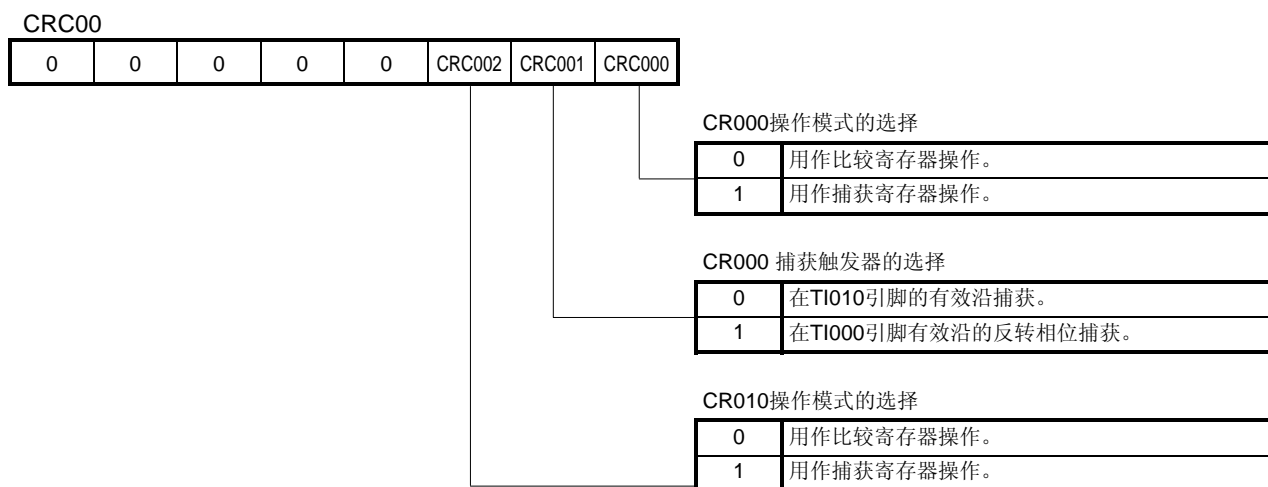 CRC00
0 0 0 0 0 CRC002 CRC001 CRC000
CR000操作模式的选择
0 用作比较寄存器操作。
1 用作捕获寄存器操作。
CR000 捕获触发器的选择
0 在TI010引脚的有效沿捕获。
1 在TI000引脚有效沿的反转相位捕获。
CR010操作模式的选择
0 用作比较寄存器操作。
1 用作捕获寄存器操作。